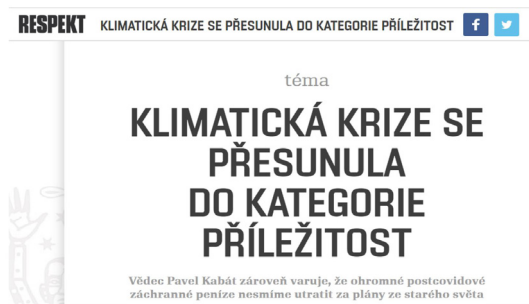 RESPEKT KLIMATICKÁ KRIZE SE PŘESUNULA DO KATEGORIE PŘÍLEŽITOST f
téma
KLIMATICKÁ KRIZE SE
PŘESUNULA
DO KATEGORIE
PŘÍLEŽITOST
Vědec Pavel Kabát zároveň varuje, že ohromné postcovidové
záchranné peníze nesmíme utratit za plány ze starého světa